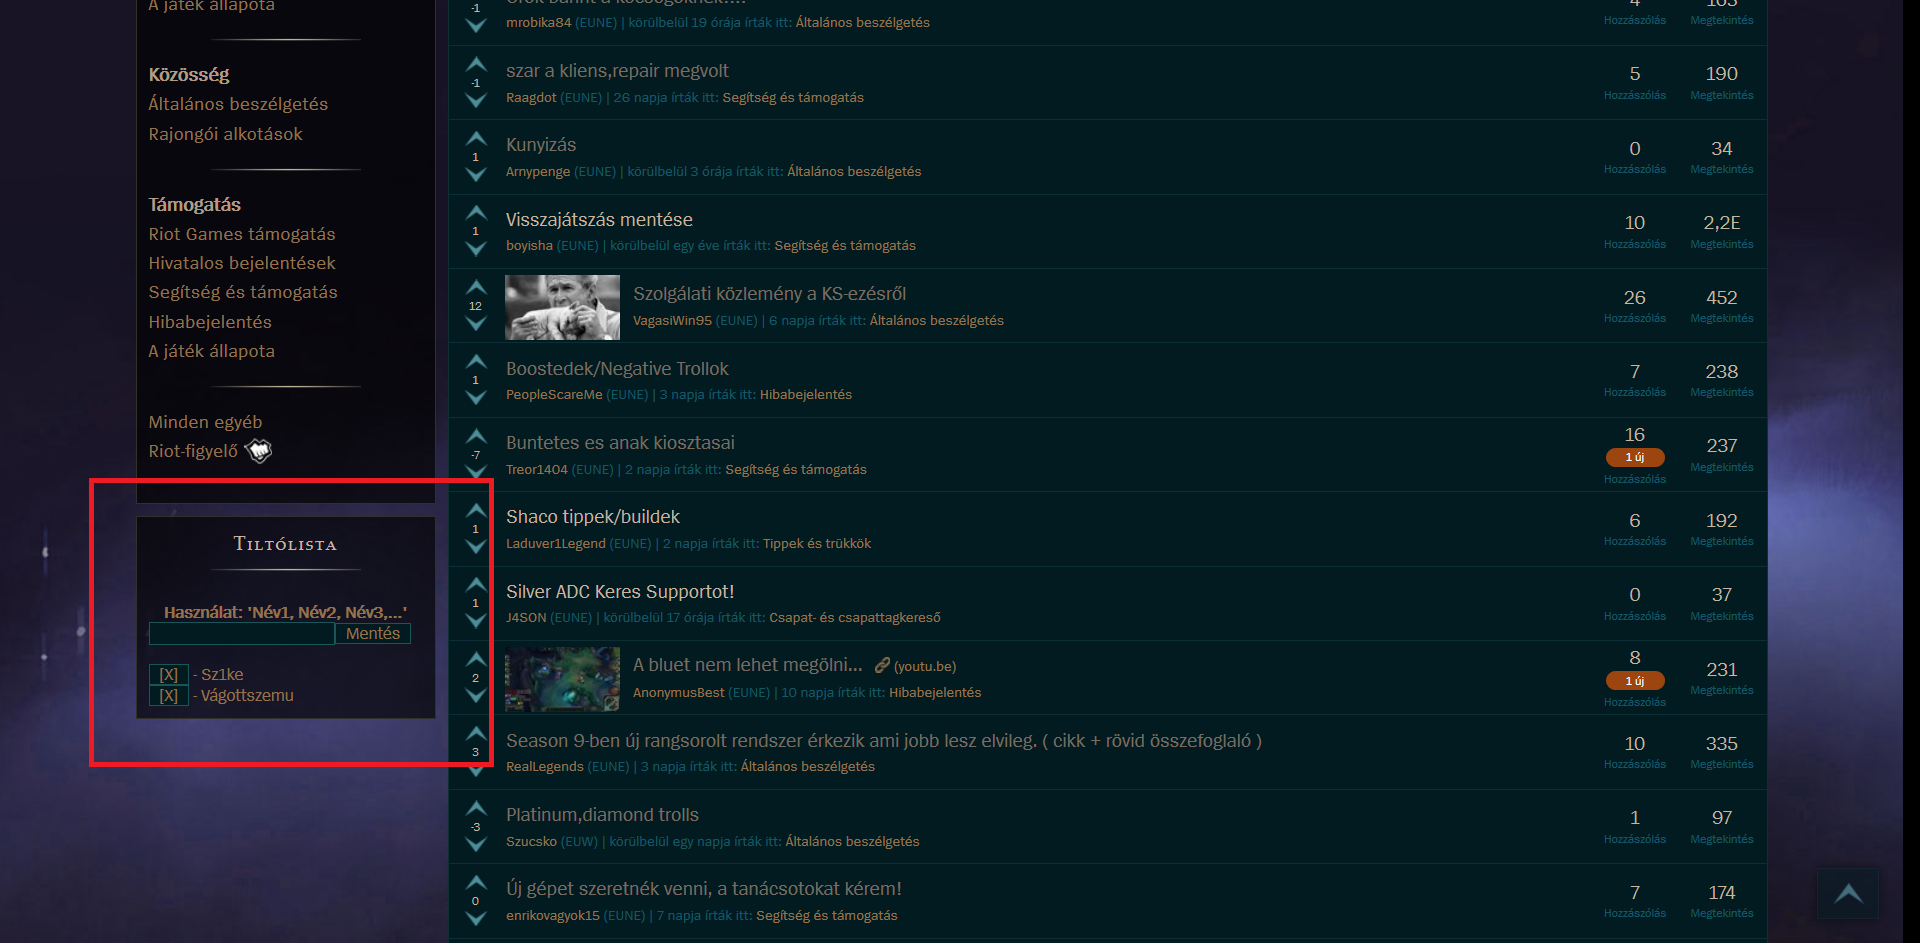 A játék állapota
Közösség
Általános beszélgetés
Rajongói alkotások
Támogatás
Riot Games támogatás
Hivatalos bejelentések
Segítség és támogatás
Hibabejelentés
A játék állapota
Minden egyéb
Riot-figyelő
Tiltólista
Használat: 'Név1, Név2, Név3,...'
Mentés
[X] - Sz1ke
[X] - Vágottszemu
-1
mrobika84 (EUNE) | körülbelül 19 órája írták itt: Általános beszélgetés
Hozzászólás Megtekintés
szar a kliens,repair megvolt
-1 5 190
Raagdot (EUNE) | 26 napja írták itt: Segítség és támogatás
Hozzászólás Megtekintés
Kunyizás
1 0 34
Arnypenge (EUNE) | körülbelül 3 órája írták itt: Általános beszélgetés
Hozzászólás Megtekintés
Visszajátszás mentése
1 10 2,2E
boyisha (EUNE) | körülbelül egy éve írták itt: Segítség és támogatás
Hozzászólás Megtekintés
Szolgálati közlemény a KS-ezésről
12 26 452
VagasiWin95 (EUNE) | 6 napja írták itt: Általános beszélgetés
Hozzászólás Megtekintés
Boostedek/Negative Trollok
1 7 238
PeopleScareMe (EUNE) | 3 napja írták itt: Hibabejelentés
Hozzászólás Megtekintés
Buntetes es anak kiosztasai
-7 16 237
1 új
Treor1404 (EUNE) | 2 napja írták itt: Segítség és támogatás
Hozzászólás Megtekintés
Shaco tippek/buildek
1 6 192
Laduver1Legend (EUNE) | 2 napja írták itt: Tippek és trükkök
Hozzászólás Megtekintés
Silver ADC Keres Supportot!
1 0 37
J4SON (EUNE) | körülbelül 17 órája írták itt: Csapat- és csapattagkereső
Hozzászólás Megtekintés
A bluet nem lehet megölni... (youtu.be)
2 8 231
1 új
AnonymusBest (EUNE) | 10 napja írták itt: Hibabejelentés
Hozzászólás Megtekintés
Season 9-ben új rangsorolt rendszer érkezik ami jobb lesz elvileg. ( cikk + rövid összefoglaló )
3 10 335
RealLegends (EUNE) | 3 napja írták itt: Általános beszélgetés
Hozzászólás Megtekintés
Platinum,diamond trolls
-3 1 97
Szucsko (EUW) | körülbelül egy napja írták itt: Általános beszélgetés
Hozzászólás Megtekintés
Új gépet szeretnék venni, a tanácsotokat kérem!
0 7 174
enrikovagyok15 (EUNE) | 7 napja írták itt: Segítség és támogatás
Hozzászólás Megtekintés